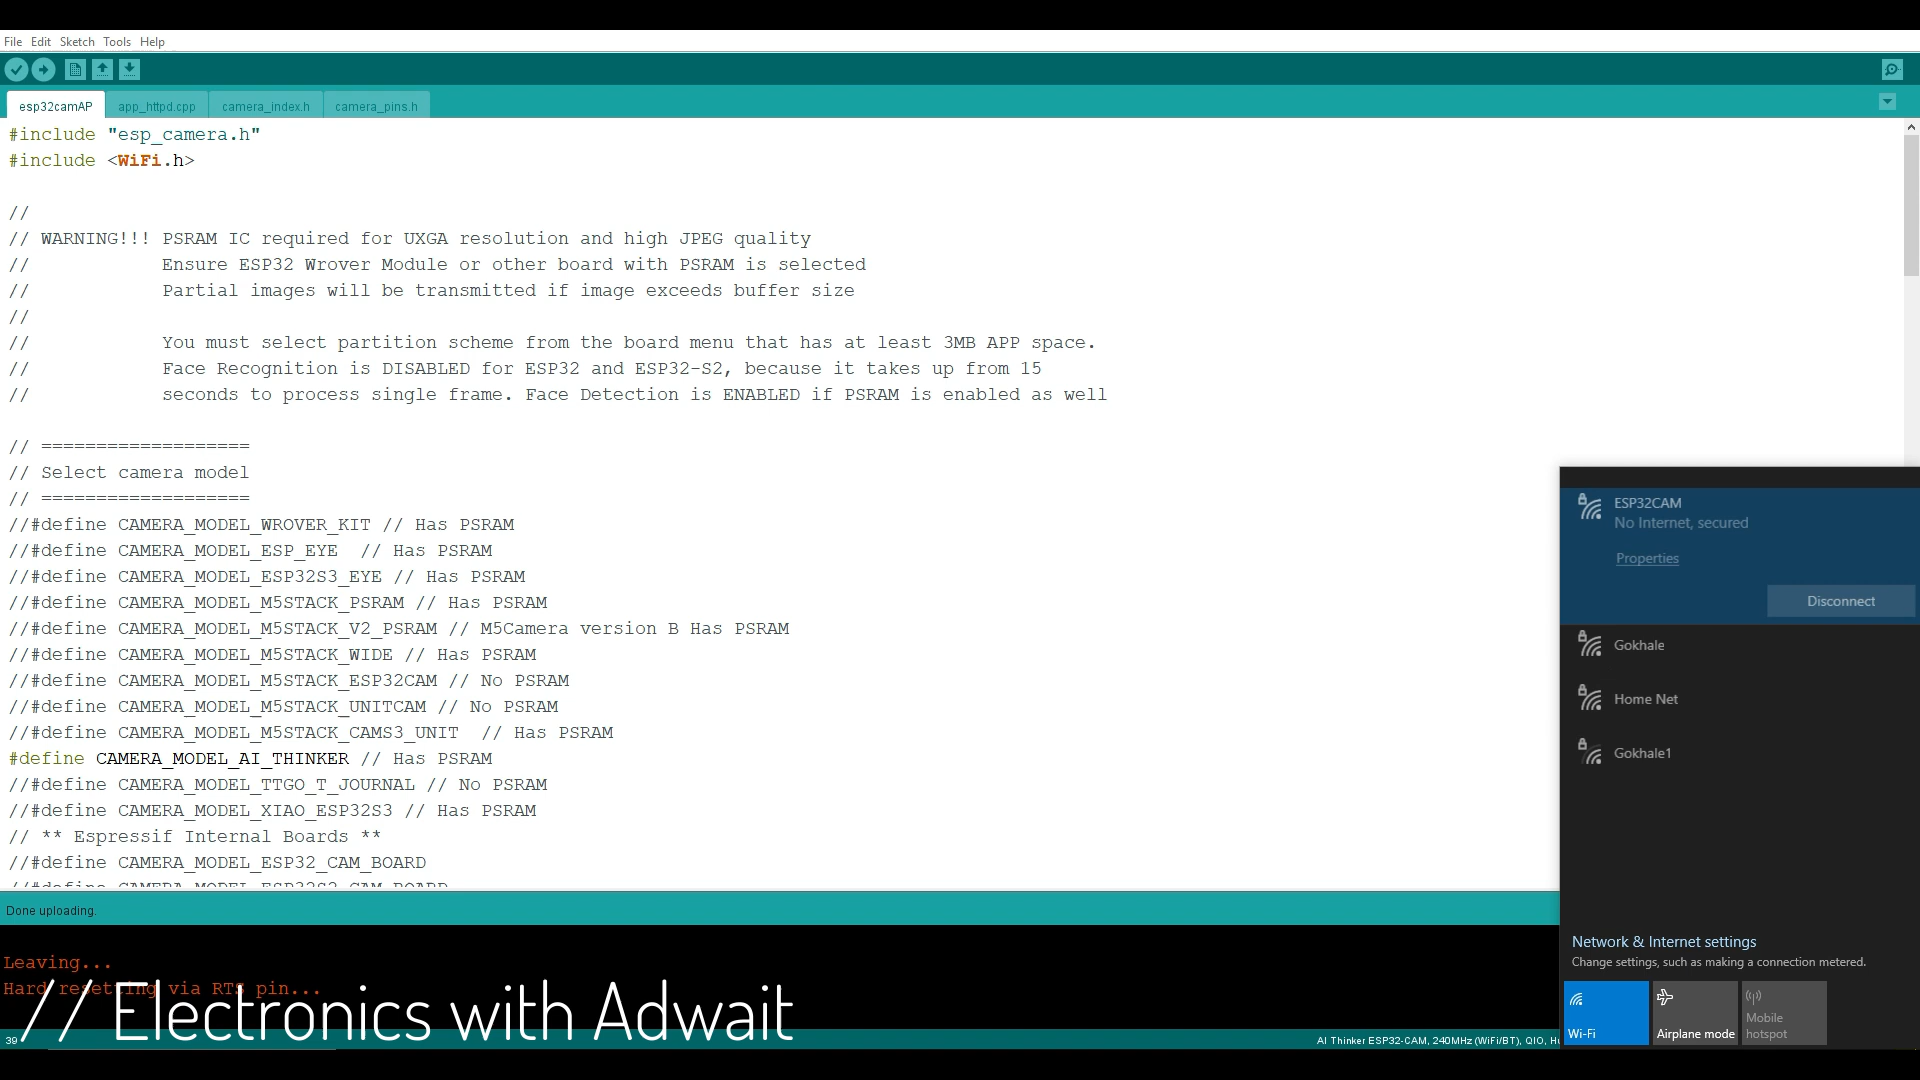 File Edit Sketch Tools Help
esp32camAP app_httpd.cpp camera_index.h camera_pins.h
#include "esp_camera.h"
#include <WiFi.h>
//
// WARNING!!! PSRAM IC required for UXGA resolution and high JPEG quality
// Ensure ESP32 Wrover Module or other board with PSRAM is selected
// Partial images will be transmitted if image exceeds buffer size
//
// You must select partition scheme from the board menu that has at least 3MB APP space.
// Face Recognition is DISABLED for ESP32 and ESP32-S2, because it takes up from 15
// seconds to process single frame. Face Detection is ENABLED if PSRAM is enabled as well
// ===================
// Select camera model
// ===================
//#define CAMERA_MODEL_WROVER_KIT // Has PSRAM
//#define CAMERA_MODEL_ESP_EYE // Has PSRAM
//#define CAMERA_MODEL_ESP32S3_EYE // Has PSRAM
//#define CAMERA_MODEL_M5STACK_PSRAM // Has PSRAM
//#define CAMERA_MODEL_M5STACK_V2_PSRAM // M5Camera version B Has PSRAM
//#define CAMERA_MODEL_M5STACK_WIDE // Has PSRAM
//#define CAMERA_MODEL_M5STACK_ESP32CAM // No PSRAM
//#define CAMERA_MODEL_M5STACK_UNITCAM // No PSRAM
//#define CAMERA_MODEL_M5STACK_CAMS3_UNIT // Has PSRAM
#define CAMERA_MODEL_AI_THINKER // Has PSRAM
//#define CAMERA_MODEL_TTGO_T_JOURNAL // No PSRAM
//#define CAMERA_MODEL_XIAO_ESP32S3 // Has PSRAM
// ** Espressif Internal Boards **
//#define CAMERA_MODEL_ESP32_CAM_BOARD
//#define CAMERA_MODEL_ESP32S2_CAM_BOARD
Done uploading.
Leaving...
Hard resetting via RTS pin...
// Electronics with Adwait
39
AI Thinker ESP32-CAM, 240MHz (WiFi/BT), QIO,
ESP32CAM
No Internet, secured
Properties
Disconnect
Gokhale
Home Net
Gokhale1
Network & Internet settings
Change settings, such as making a connection metered.
Wi-Fi
Airplane mode
Mobile
hotspot